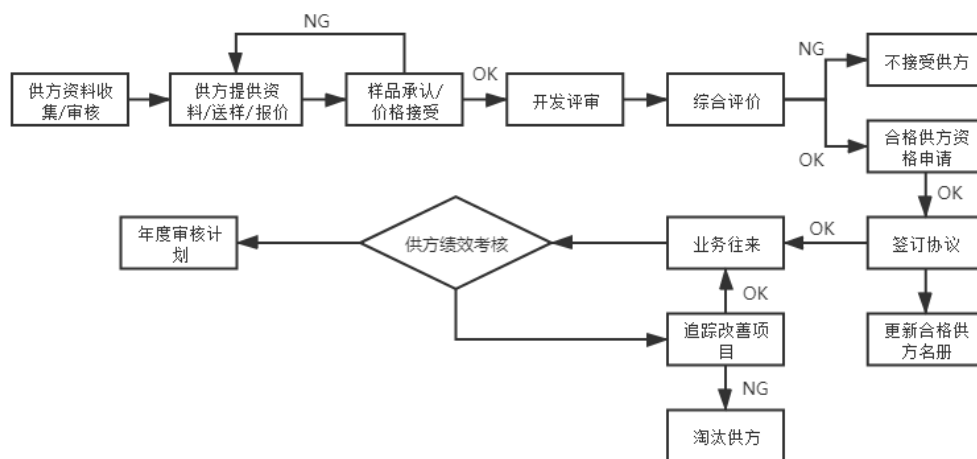 NG
供方资料收
集/审核
供方提供资
料/送样/报价
样品承认/
价格接受
OK
开发评审
综合评价
NG
不接受供方
OK
合格供方资
格申请
OK
签订协议
OK
更新合格供
方名册
业务往来
供方绩效考核
年度审核计
划
OK
追踪改善项
目
NG
淘汰供方